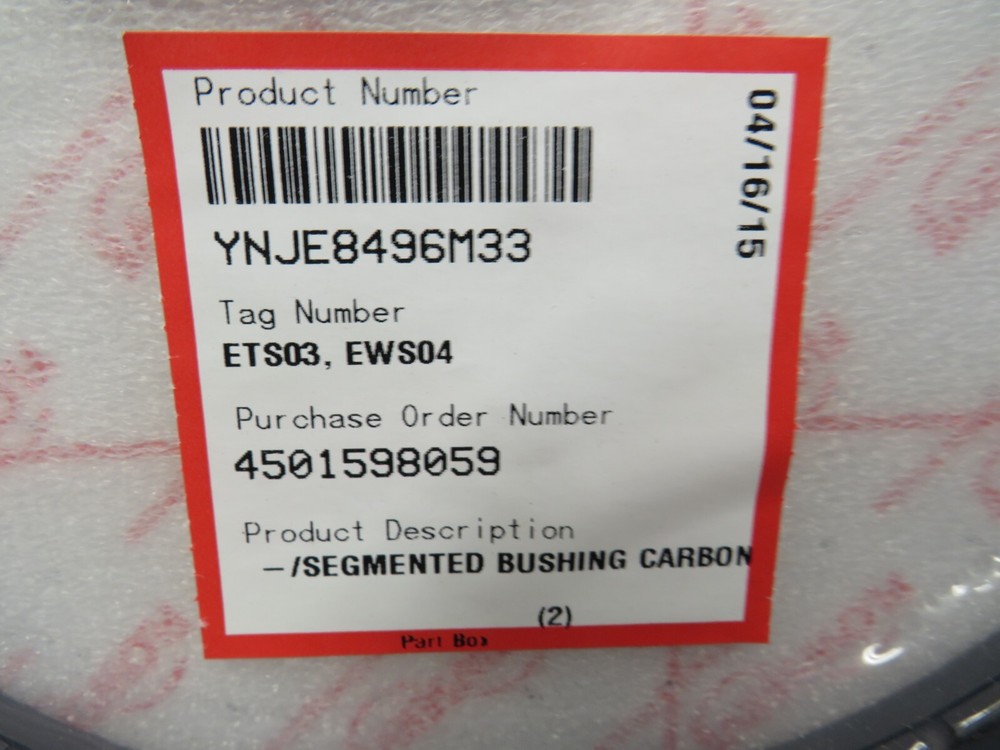 Product Number
04/16/15
YNJE8496M33
Tag Number
ETS03, EWS04
Purchase Order Number
4501598059
Product Description
–/SEGMENTED BUSHING CARBON
(2)
Part Box